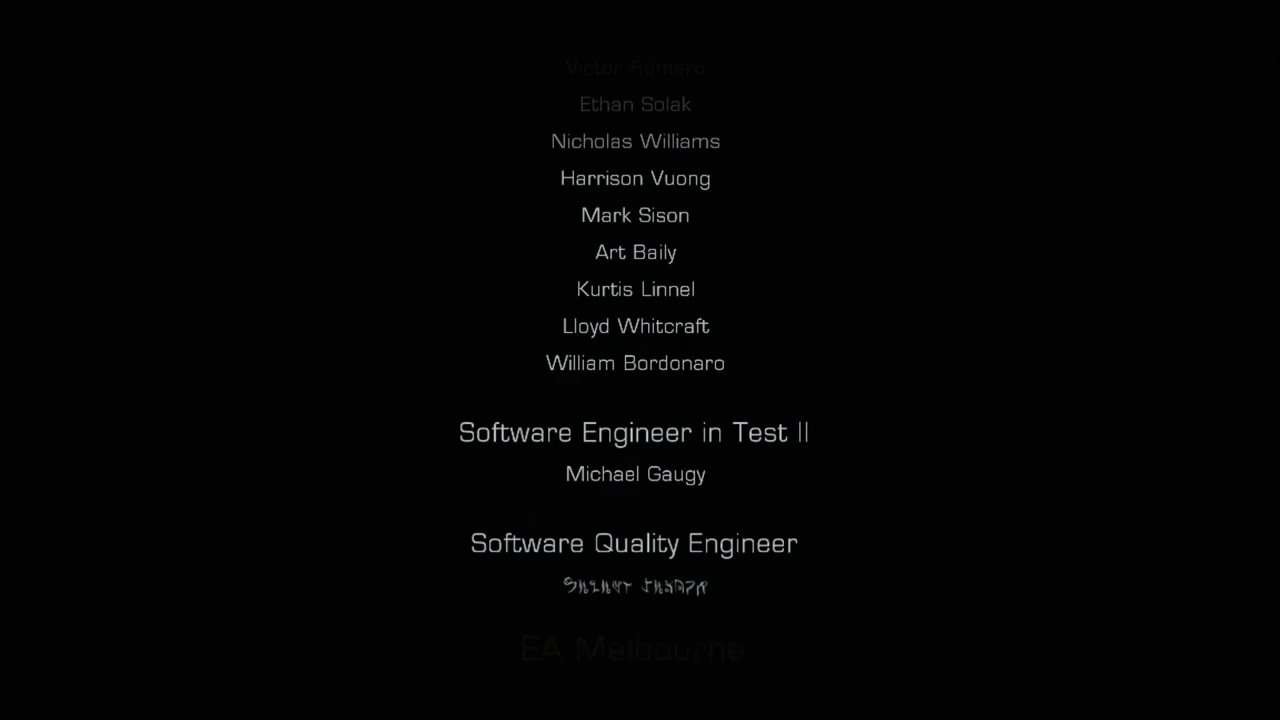 Ethan Solak
Nicholas Williams
Harrison Vuong
Mark Sison
Art Baily
Kurtis Linnel
Lloyd Whitcraft
William Bordonaro
Software Engineer in Test II
Michael Gaugy
Software Quality Engineer
EA Melbourne